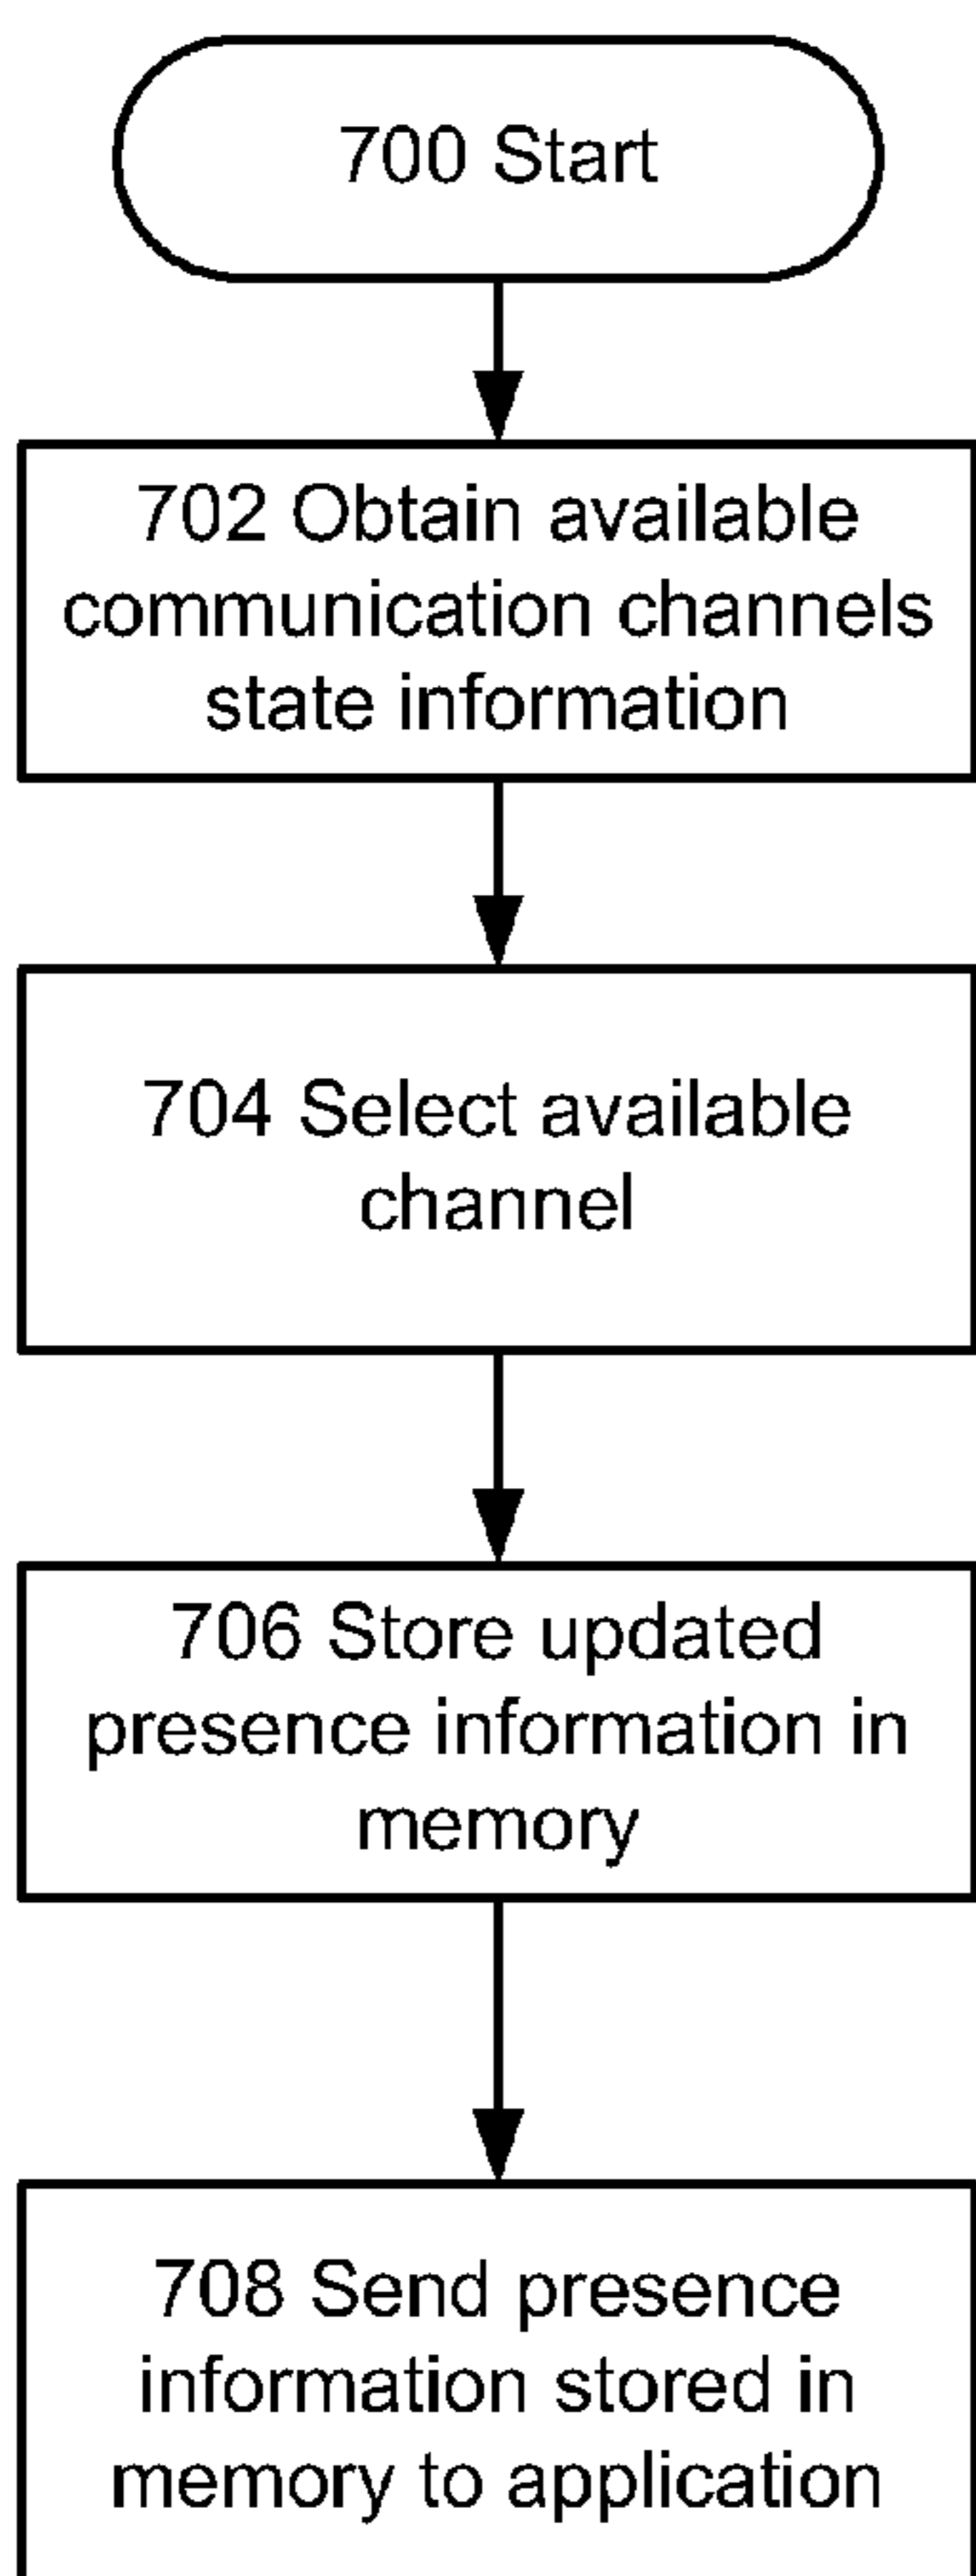 700 Start
702 Obtain available
communication channels
state information
704 Select available
channel
706 Store updated
presence information in
memory
708 Send presence
information stored in
memory to application